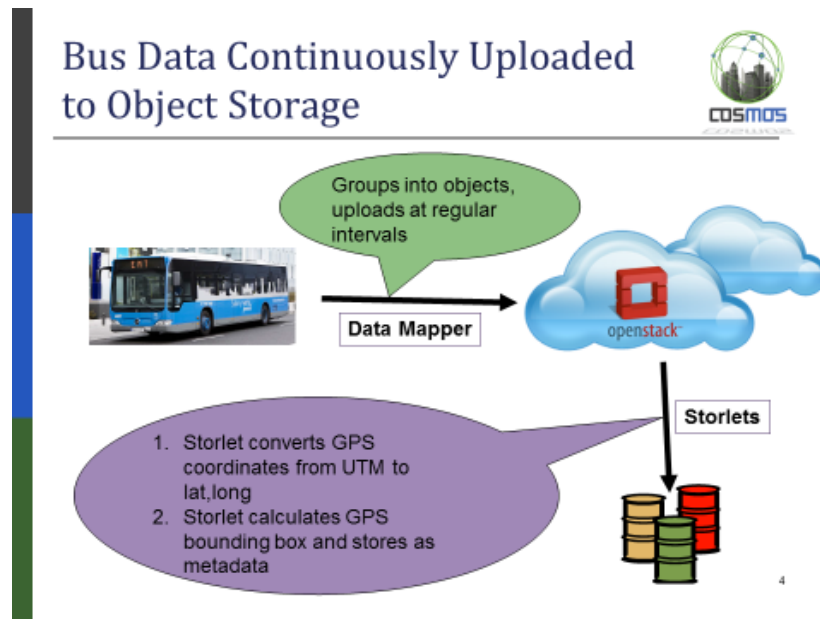 Bus Data Continuously Uploaded
to Object Storage
COSMOS
Groups into objects,
uploads at regular
intervals
Data Mapper
openstack™
Storlets
1. Storlet converts GPS
coordinates from UTM to
lat,long
2. Storlet calculates GPS
bounding box and stores as
metadata
4